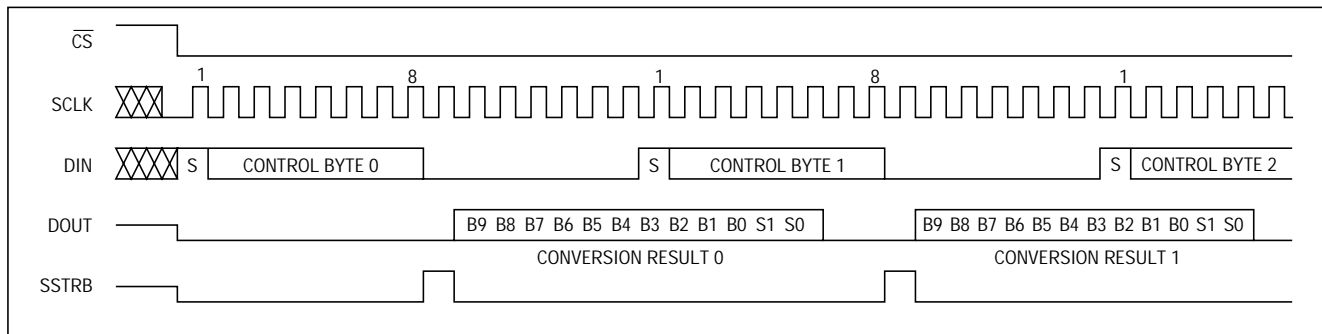 CS
1 8 1 8 1
SCLK
DIN S CONTROL BYTE 0 S CONTROL BYTE 1 S CONTROL BYTE 2
DOUT B9 B8 B7 B6 B5 B4 B3 B2 B1 B0 S1 S0 B9 B8 B7 B6 B5 B4 B3 B2 B1 B0 S1 S0
CONVERSION RESULT 0 CONVERSION RESULT 1
SSTRB